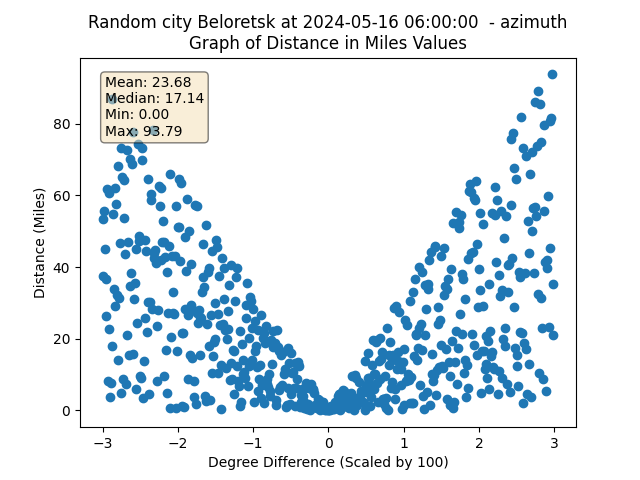 Random city Beloretsk at 2024-05-16 06:00:00 - azimuth
Graph of Distance in Miles Values
Mean: 23.68
Median: 17.14
Min: 0.00
Max: 93.79
80
60
40
20
0
Distance (Miles)
−3
−2
−1
0
1
2
3
Degree Difference (Scaled by 100)